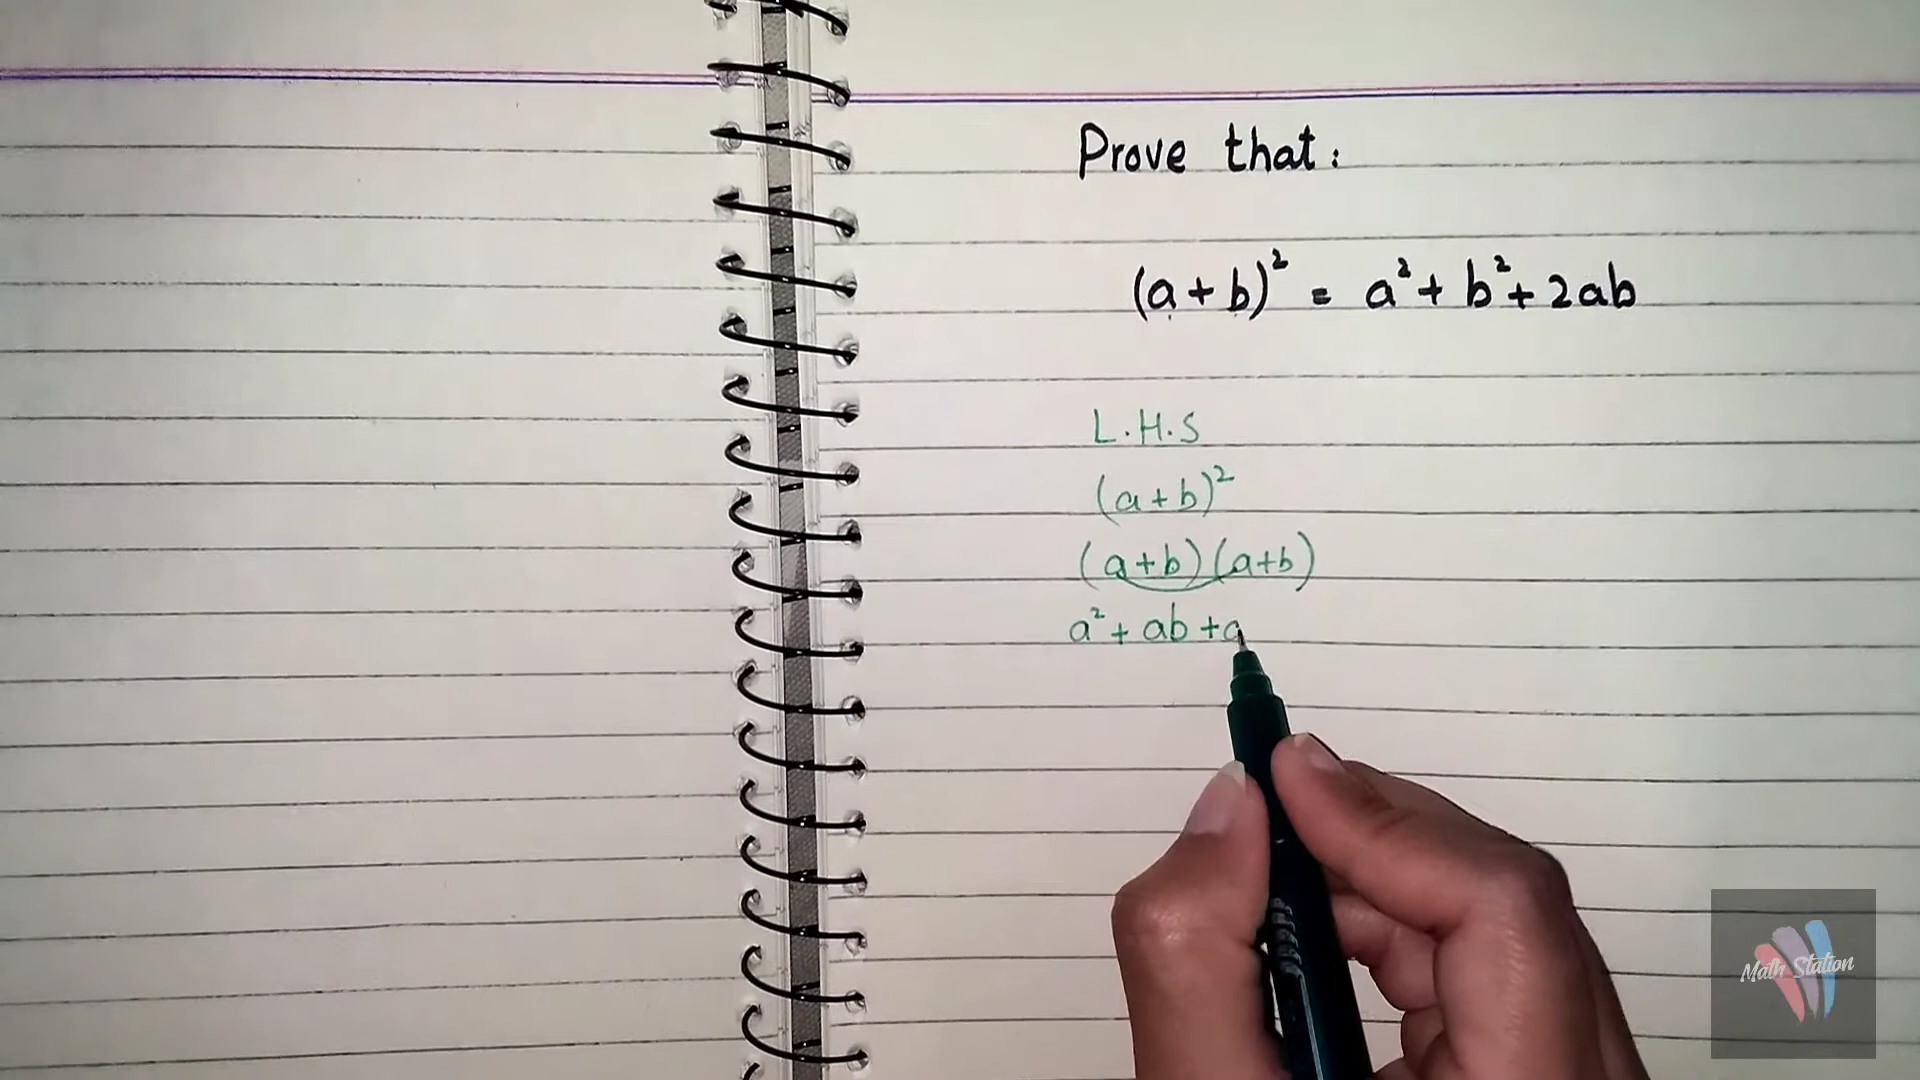 Prove that:
(a + b)² = a² + b² + 2ab
L.H.S
(a + b)²
(a+b)(a+b)
a² + ab + a
Math Station